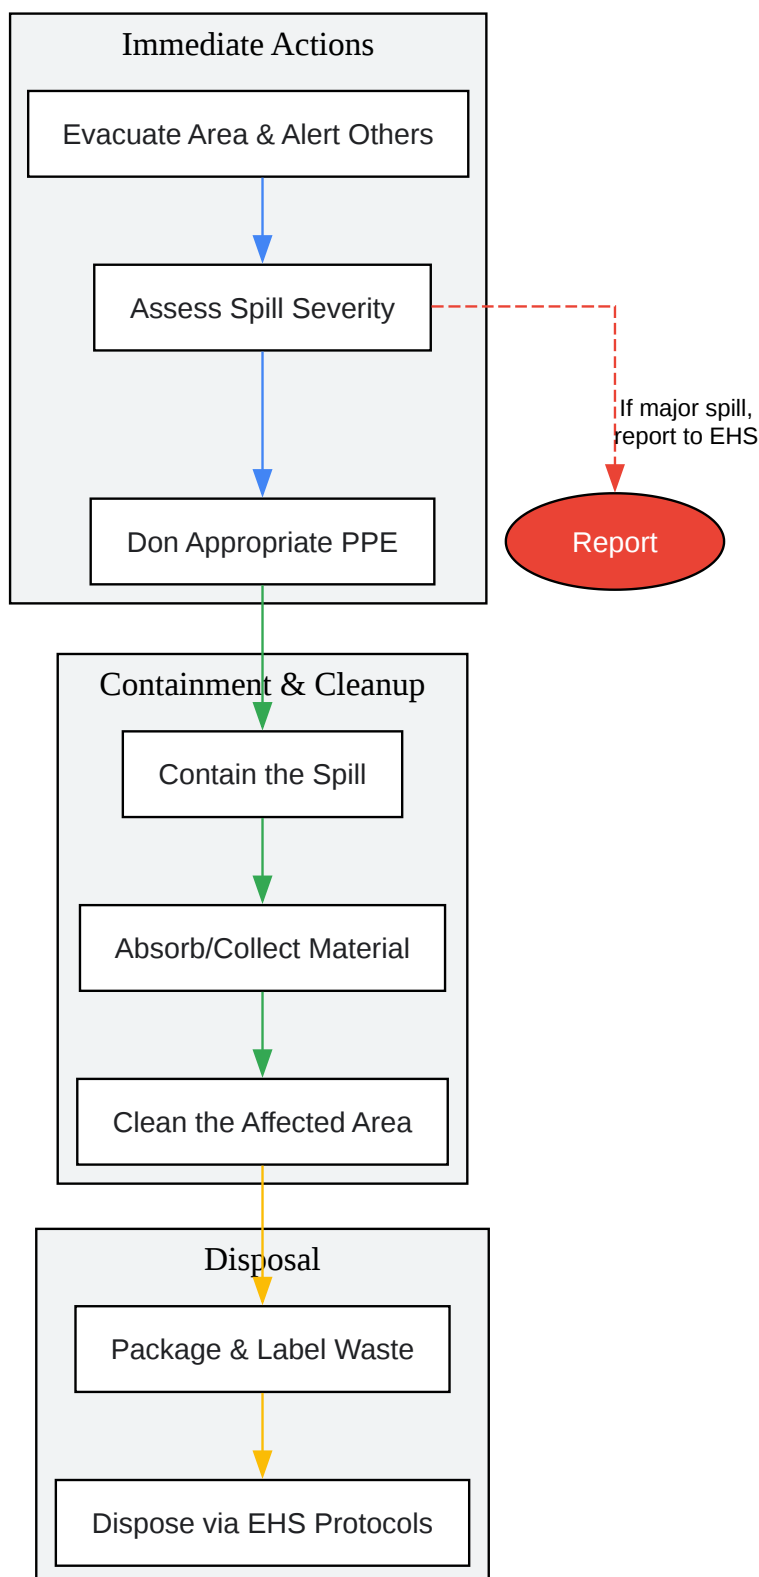 Immediate Actions
Evacuate Area & Alert Others
Assess Spill Severity
If major spill,
report to EHS
Don Appropriate PPE
Report
Containment & Cleanup
Contain the Spill
Absorb/Collect Material
Clean the Affected Area
Disposal
Package & Label Waste
Dispose via EHS Protocols